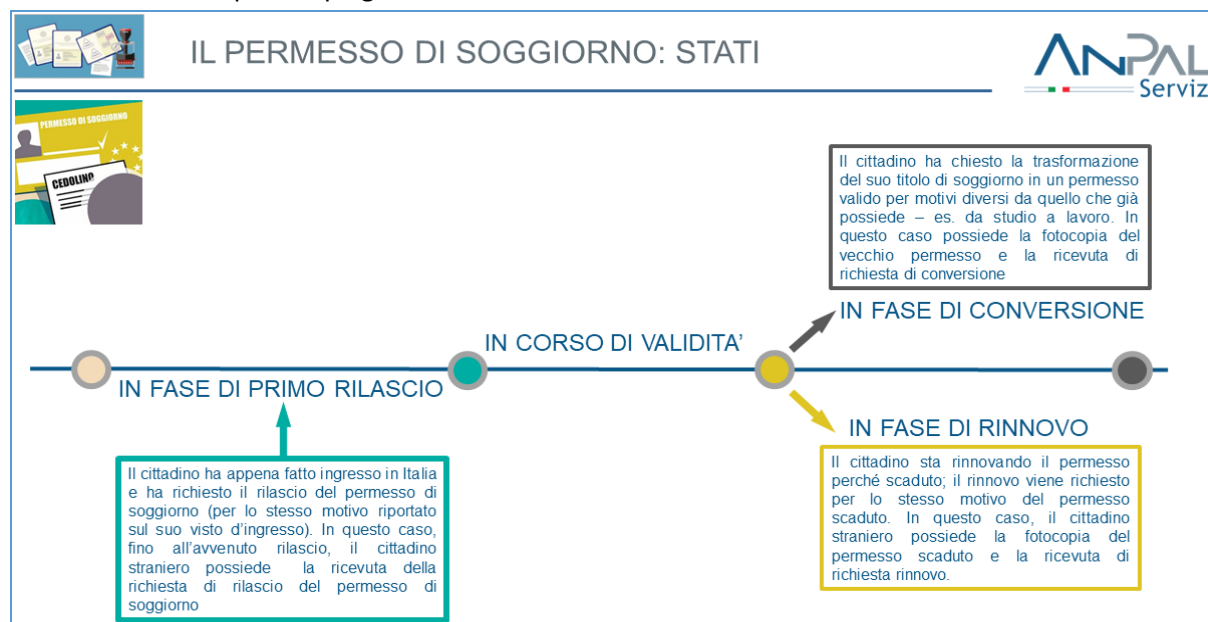 IL PERMESSO DI SOGGIORNO: STATI
ANPAL
Serviz
PERMESSO DI SOGGIORNO
CEDOLINO
Il cittadino ha chiesto la trasformazione
del suo titolo di soggiorno in un permesso
valido per motivi diversi da quello che già
possiede – es. da studio a lavoro. In
questo caso possiede la fotocopia del
vecchio permesso e la ricevuta di
richiesta di conversione
IN FASE DI CONVERSIONE
IN CORSO DI VALIDITA'
IN FASE DI PRIMO RILASCIO
Il cittadino ha appena fatto ingresso in Italia
e ha richiesto il rilascio del permesso di
soggiorno (per lo stesso motivo riportato
sul suo visto d'ingresso). In questo caso,
fino all'avvenuto rilascio, il cittadino
straniero possiede la ricevuta della
richiesta di rilascio del permesso di
soggiorno
IN FASE DI RINNOVO
Il cittadino sta rinnovando il permesso
perché scaduto; il rinnovo viene richiesto
per lo stesso motivo del permesso
scaduto. In questo caso, il cittadino
straniero possiede la fotocopia del
permesso scaduto e la ricevuta di
richiesta rinnovo.